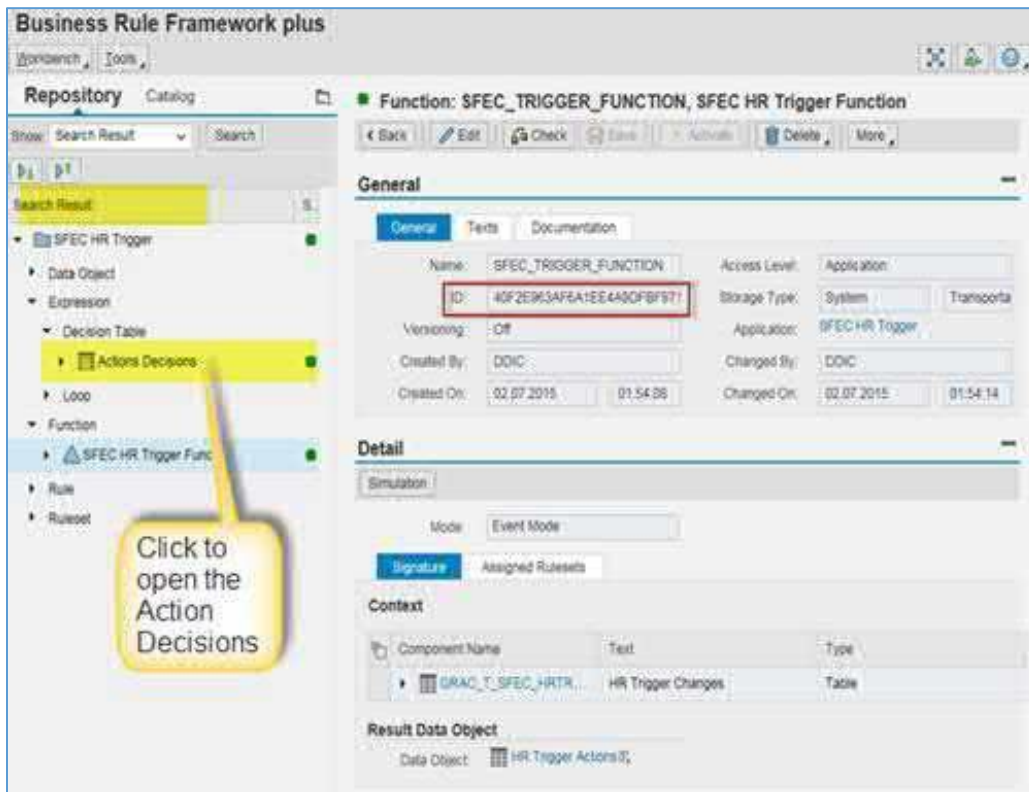 Business Rule Framework plus
Workbench Tools
Repository Catalog
Show: Search Result Search
Search Result S.
SFEC HR Trigger
Data Object
Expression
Decision Table
Actions Decisions
Loop
Function
SFEC HR Trigger Func
Rule
Ruleset
Click to
open the
Action
Decisions
Function: SFEC_TRIGGER_FUNCTION, SFEC HR Trigger Function
Back Edit Check Save Activate Delete More
General
General Texts Documentation
Name: SFEC_TRIGGER_FUNCTION Access Level: Application
ID: Storage Type: System Transporta
Versioning: Off Application: SFEC HR Trigger
Created By: DDIC Changed By: DDIC
Created On: 02.07.2015 01:54:08 Changed On: 02.07.2015 01:54:14
Detail
Simulation
Mode: Event Mode
Signature Assigned Rulesets
Context
Component Name Text Type
GRAC_T_SFEC_HRTR... HR Trigger Changes Table
Result Data Object
Data Object: HR Trigger Actions